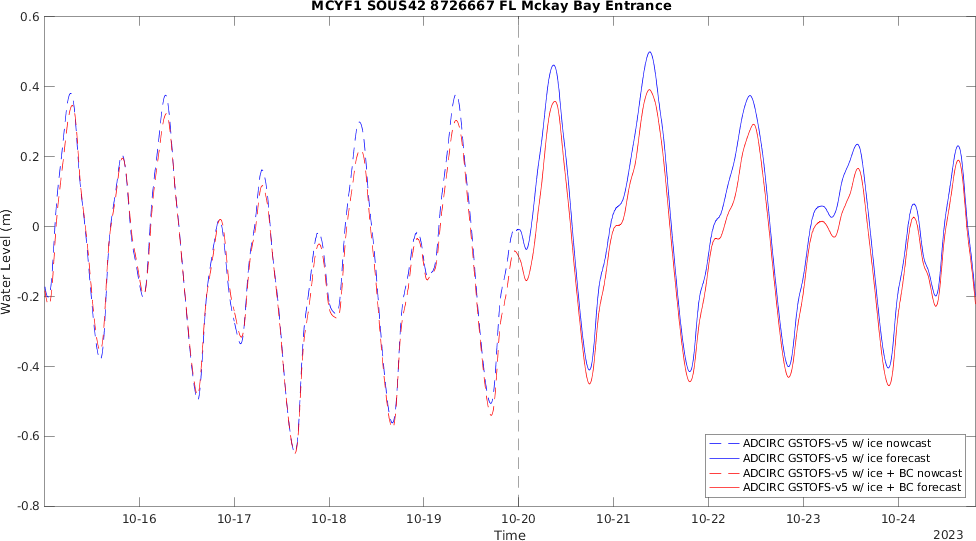 MCYF1 SOUS42 8726667 FL Mckay Bay Entrance
0.6
0.4
0.2
0
-0.2
-0.4
-0.6
-0.8
Water Level (m)
ADCIRC GSTOFS-v5 w/ ice nowcast
ADCIRC GSTOFS-v5 w/ ice forecast
ADCIRC GSTOFS-v5 w/ ice + BC nowcast
ADCIRC GSTOFS-v5 w/ ice + BC forecast
10-16 10-17 10-18 10-19 10-20 10-21 10-22 10-23 10-24
Time
2023